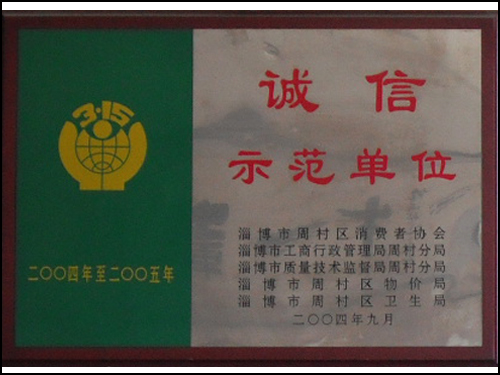 3·15
二〇〇四年至二〇〇五年
诚信
示范单位
淄博市周村区消费者协会
淄博市工商行政管理局周村分局
淄博市质量技术监督局周村分局
淄博市周村区物价局
淄博市周村区卫生局
二〇〇四年九月